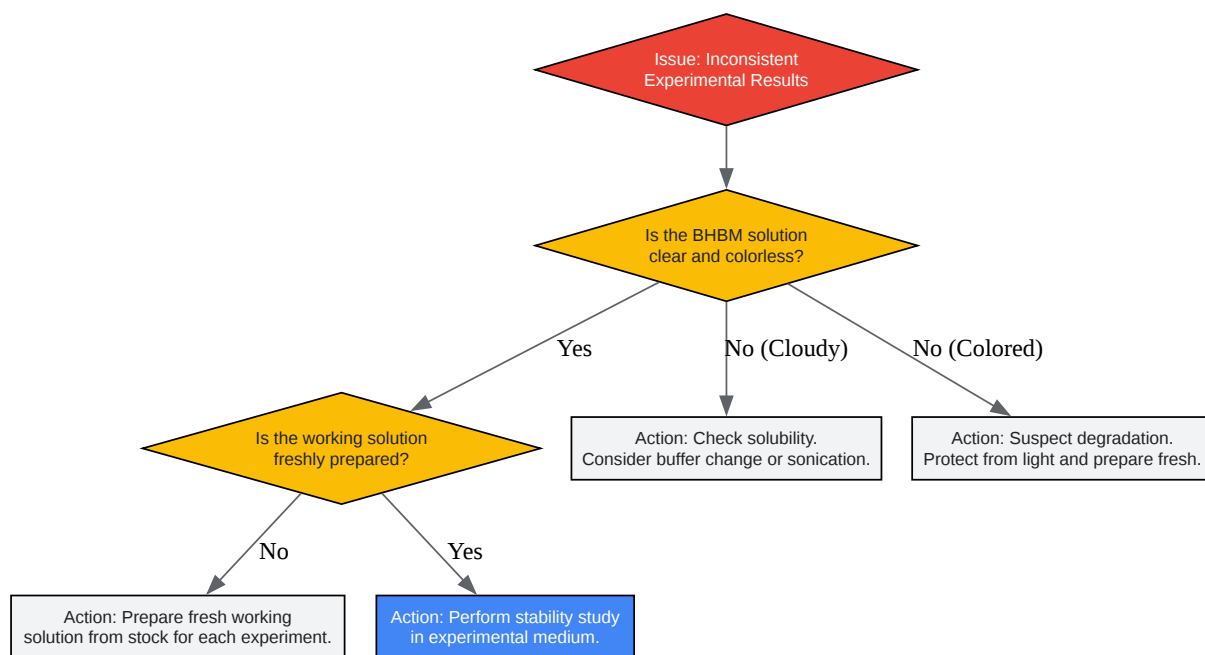 Issue: Inconsistent
Experimental Results
Is the BHBM solution
clear and colorless?
Yes
No (Cloudy)
No (Colored)
Is the working solution
freshly prepared?
Action: Check solubility.
Consider buffer change or sonication.
Action: Suspect degradation.
Protect from light and prepare fresh.
No
Yes
Action: Prepare fresh working
solution from stock for each experiment.
Action: Perform stability study
in experimental medium.